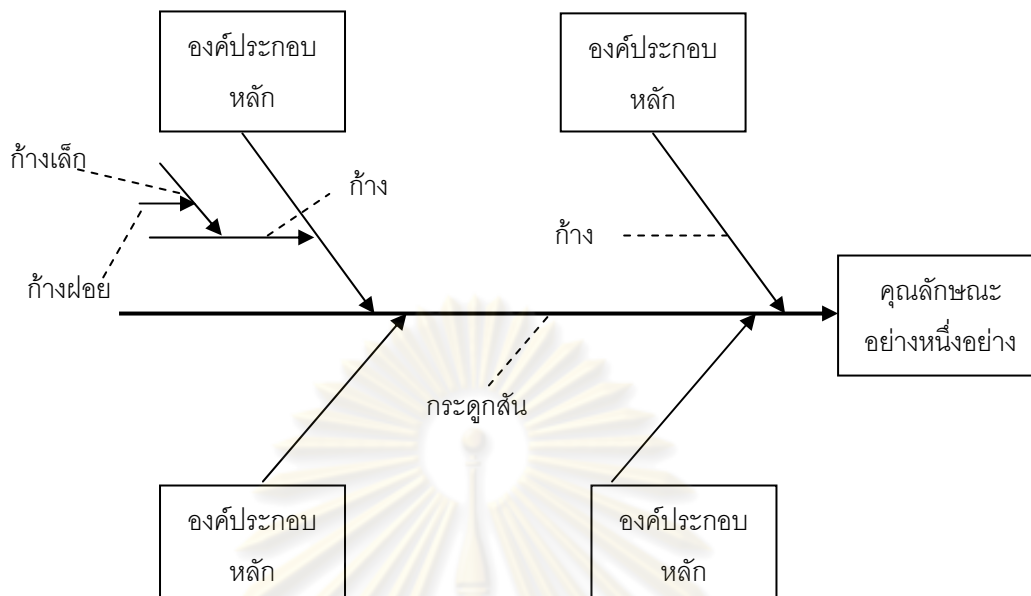 องค์ประกอบ
หลัก
องค์ประกอบ
หลัก
ก้างเล็ก
ก้าง
ก้าง
ก้างฝอย
คุณลักษณะ
อย่างหนึ่งอย่าง
กระดูกสัน
องค์ประกอบ
หลัก
องค์ประกอบ
หลัก